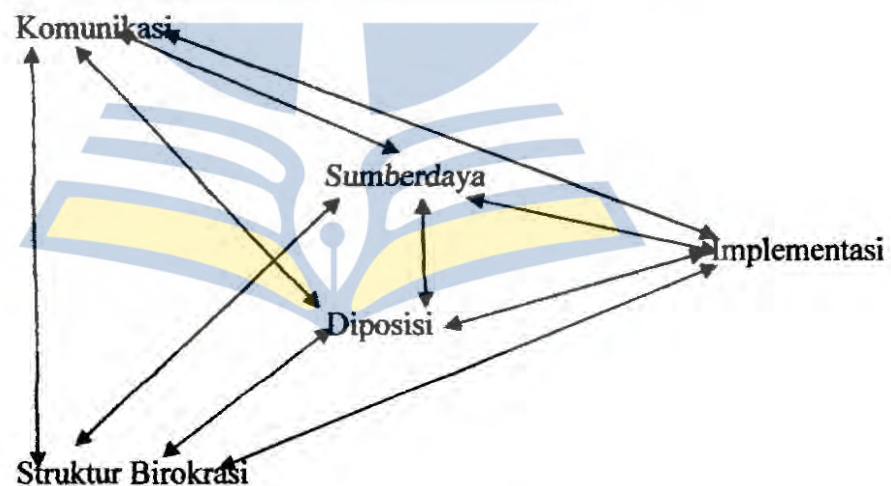 Komunikasi
Sumberdaya
Implementasi
Diposisi
Struktur Birokrasi